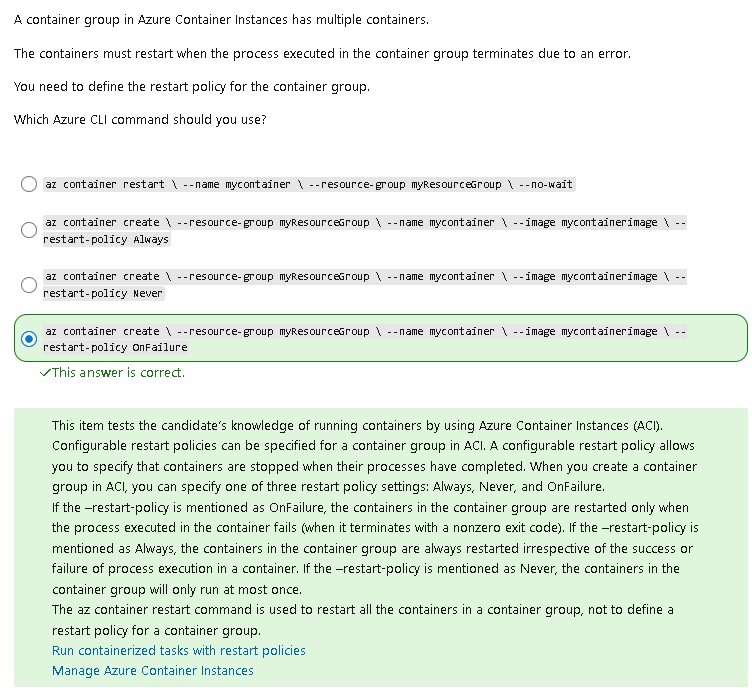 A container group in Azure Container Instances has multiple containers.
The containers must restart when the process executed in the container group terminates due to an error.
You need to define the restart policy for the container group.
Which Azure CLI command should you use?
az container restart \ --name mycontainer \ --resource-group myResourceGroup \ --no-wait
az container create \ --resource-group myResourceGroup \ --name mycontainer \ --image mycontainerimage \ --
restart-policy Always
az container create \ --resource-group myResourceGroup \ --name mycontainer \ --image mycontainerimage \ --
restart-policy Never
az container create \ --resource-group myResourceGroup \ --name mycontainer \ --image mycontainerimage \ --
restart-policy OnFailure
✓This answer is correct.
This item tests the candidate’s knowledge of running containers by using Azure Container Instances (ACI).
Configurable restart policies can be specified for a container group in ACI. A configurable restart policy allows
you to specify that containers are stopped when their processes have completed. When you create a container
group in ACI, you can specify one of three restart policy settings: Always, Never, and OnFailure.
If the –restart-policy is mentioned as OnFailure, the containers in the container group are restarted only when
the process executed in the container fails (when it terminates with a nonzero exit code). If the –restart-policy is
mentioned as Always, the containers in the container group are always restarted irrespective of the success or
failure of process execution in a container. If the –restart-policy is mentioned as Never, the containers in the
container group will only run at most once.
The az container restart command is used to restart all the containers in a container group, not to define a
restart policy for a container group.
Run containerized tasks with restart policies
Manage Azure Container Instances